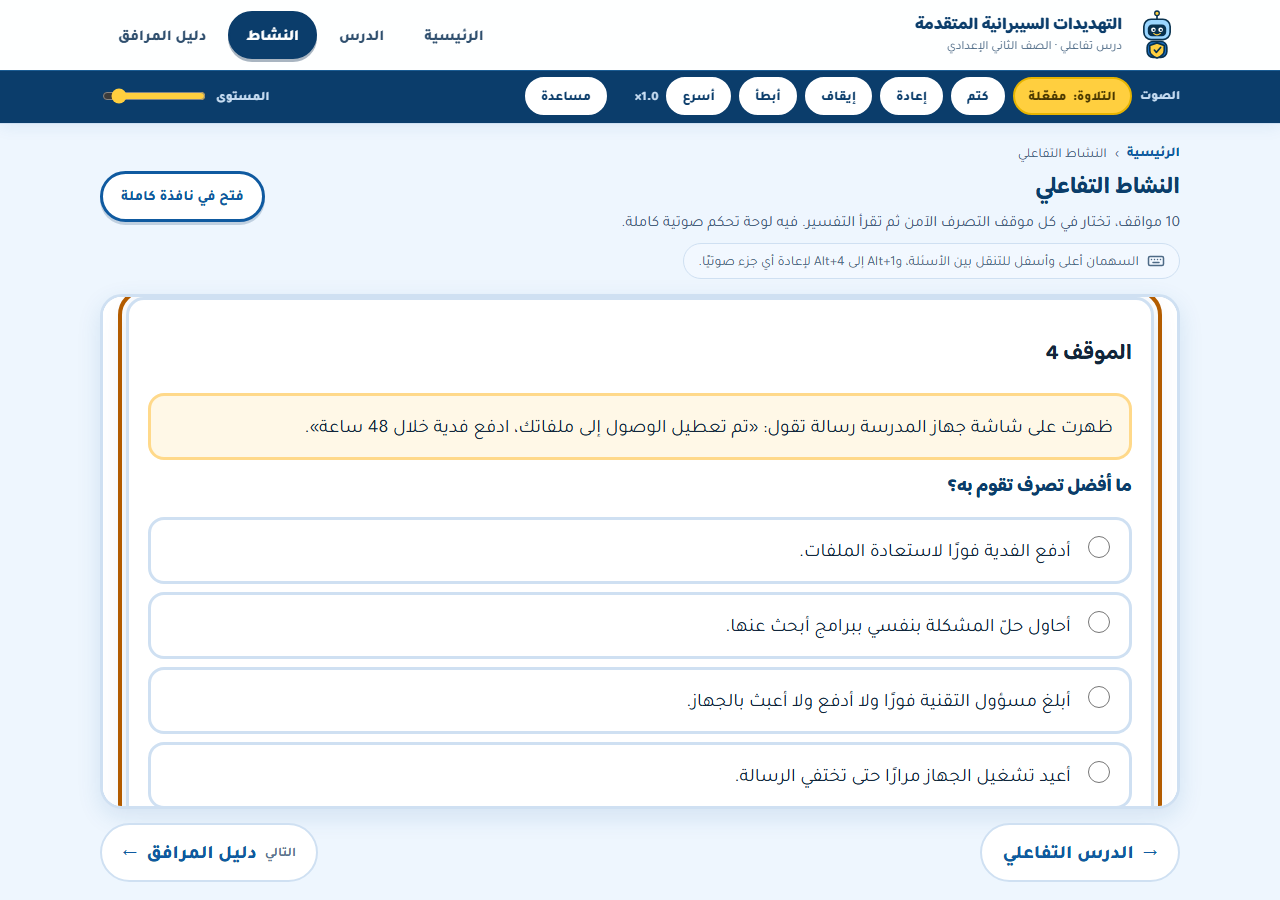 التهديدات السيبرانية المتقدمة
درس تفاعلي · الصف الثاني الإعدادي
الرئيسية
الدرس
النشاط
دليل المرافق
الصوت
التلاوة: مفعّلة
كتم
إعادة
إيقاف
أبطأ
أسرع
x1.0
مساعدة
المستوى
الرئيسية › النشاط التفاعلي
النشاط التفاعلي
10 مواقف، تختار في كل موقف التصرف الآمن ثم تقرأ التفسير. فيه لوحة تحكم صوتية كاملة.
السهمان أعلى وأسفل للتنقل بين الأسئلة، وAlt+1 إلى Alt+4 لإعادة أي جزء صوتيًا.
فتح في نافذة كاملة
الموقف 4
ظهرت على شاشة جهاز المدرسة رسالة تقول: «تم تعطيل الوصول إلى ملفاتك، ادفع فدية خلال 48 ساعة».
ما أفضل تصرف تقوم به؟
أدفع الفدية فورًا لاستعادة الملفات.
أحاول حلّ المشكلة بنفسي ببرامج أبحث عنها.
أبلغ مسؤول التقنية فورًا ولا أدفع ولا أعبث بالجهاز.
أعيد تشغيل الجهاز مرارًا حتى تختفي الرسالة.
→ الدرس التفاعلي
التالي دليل المرافق ←